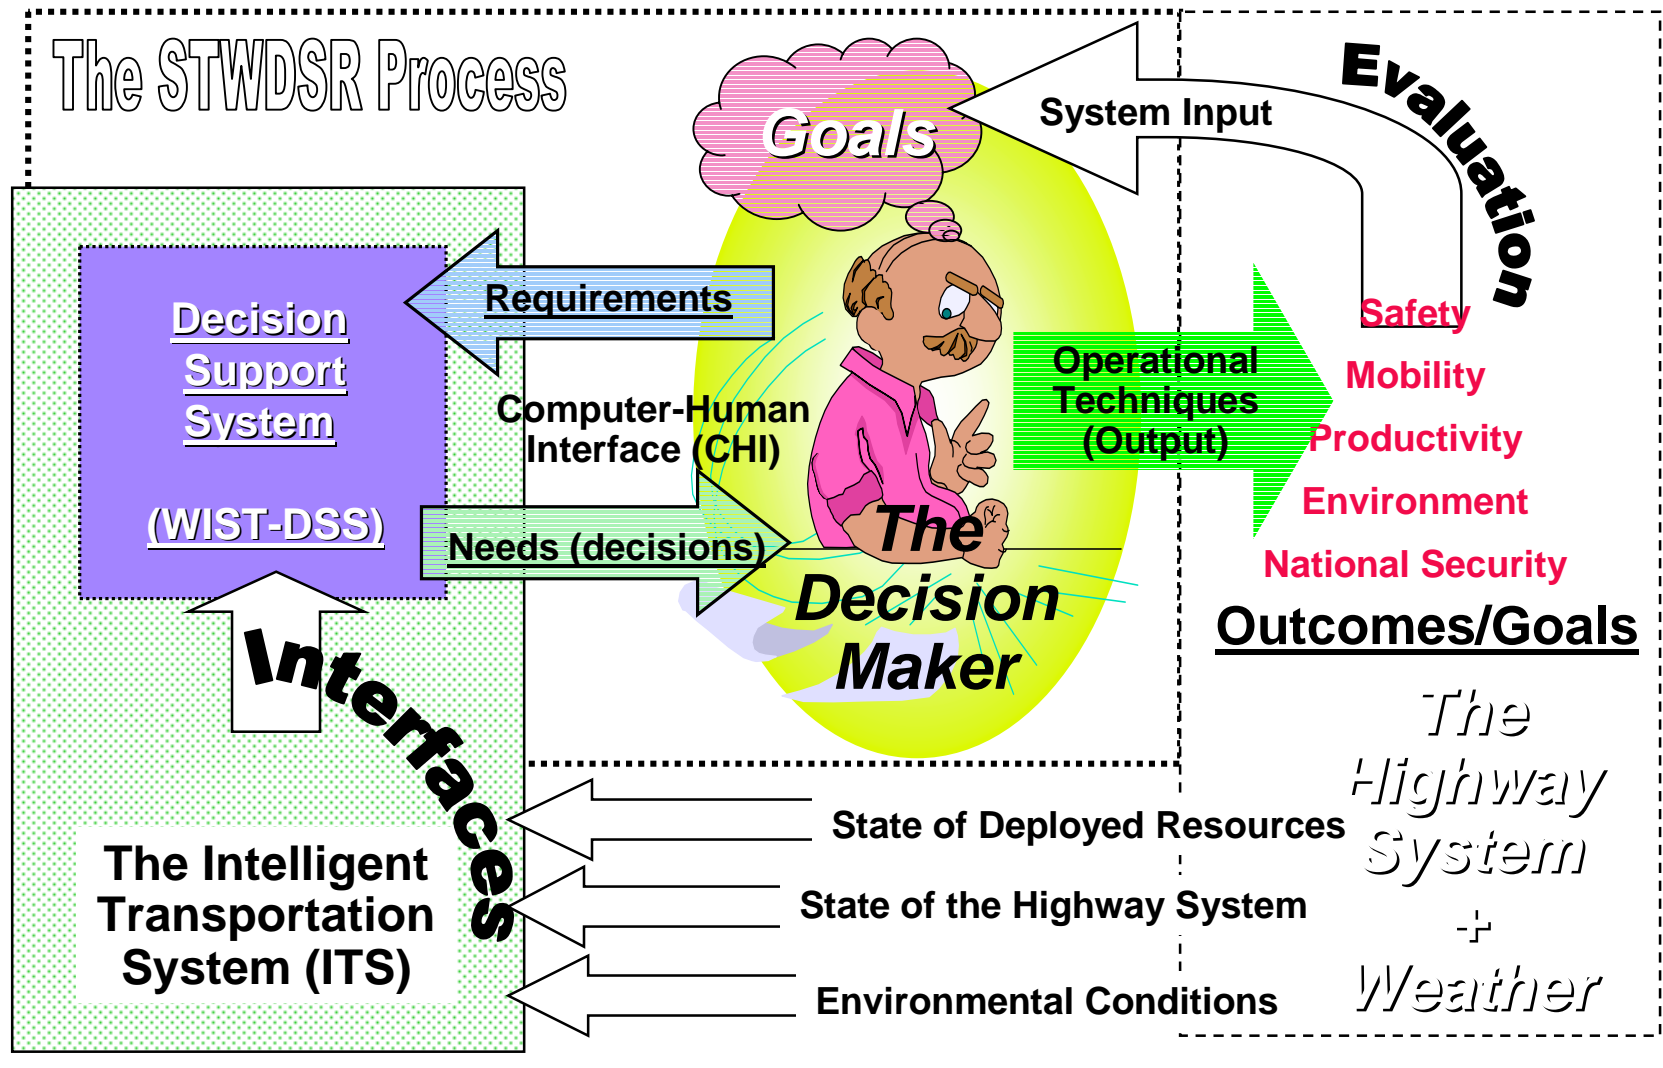 The STWDSR Process
Goals
System Input
Evaluation
Decision
Support
System
(WIST-DSS)
Requirements
Computer-Human
Interface (CHI)
Needs (decisions)
The
Decision
Maker
Operational
Techniques
(Output)
Safety
Mobility
Productivity
Environment
National Security
Outcomes/Goals
The
Highway
System
+
Weather
Interfaces
The Intelligent
Transportation
System (ITS)
State of Deployed Resources
State of the Highway System
Environmental Conditions